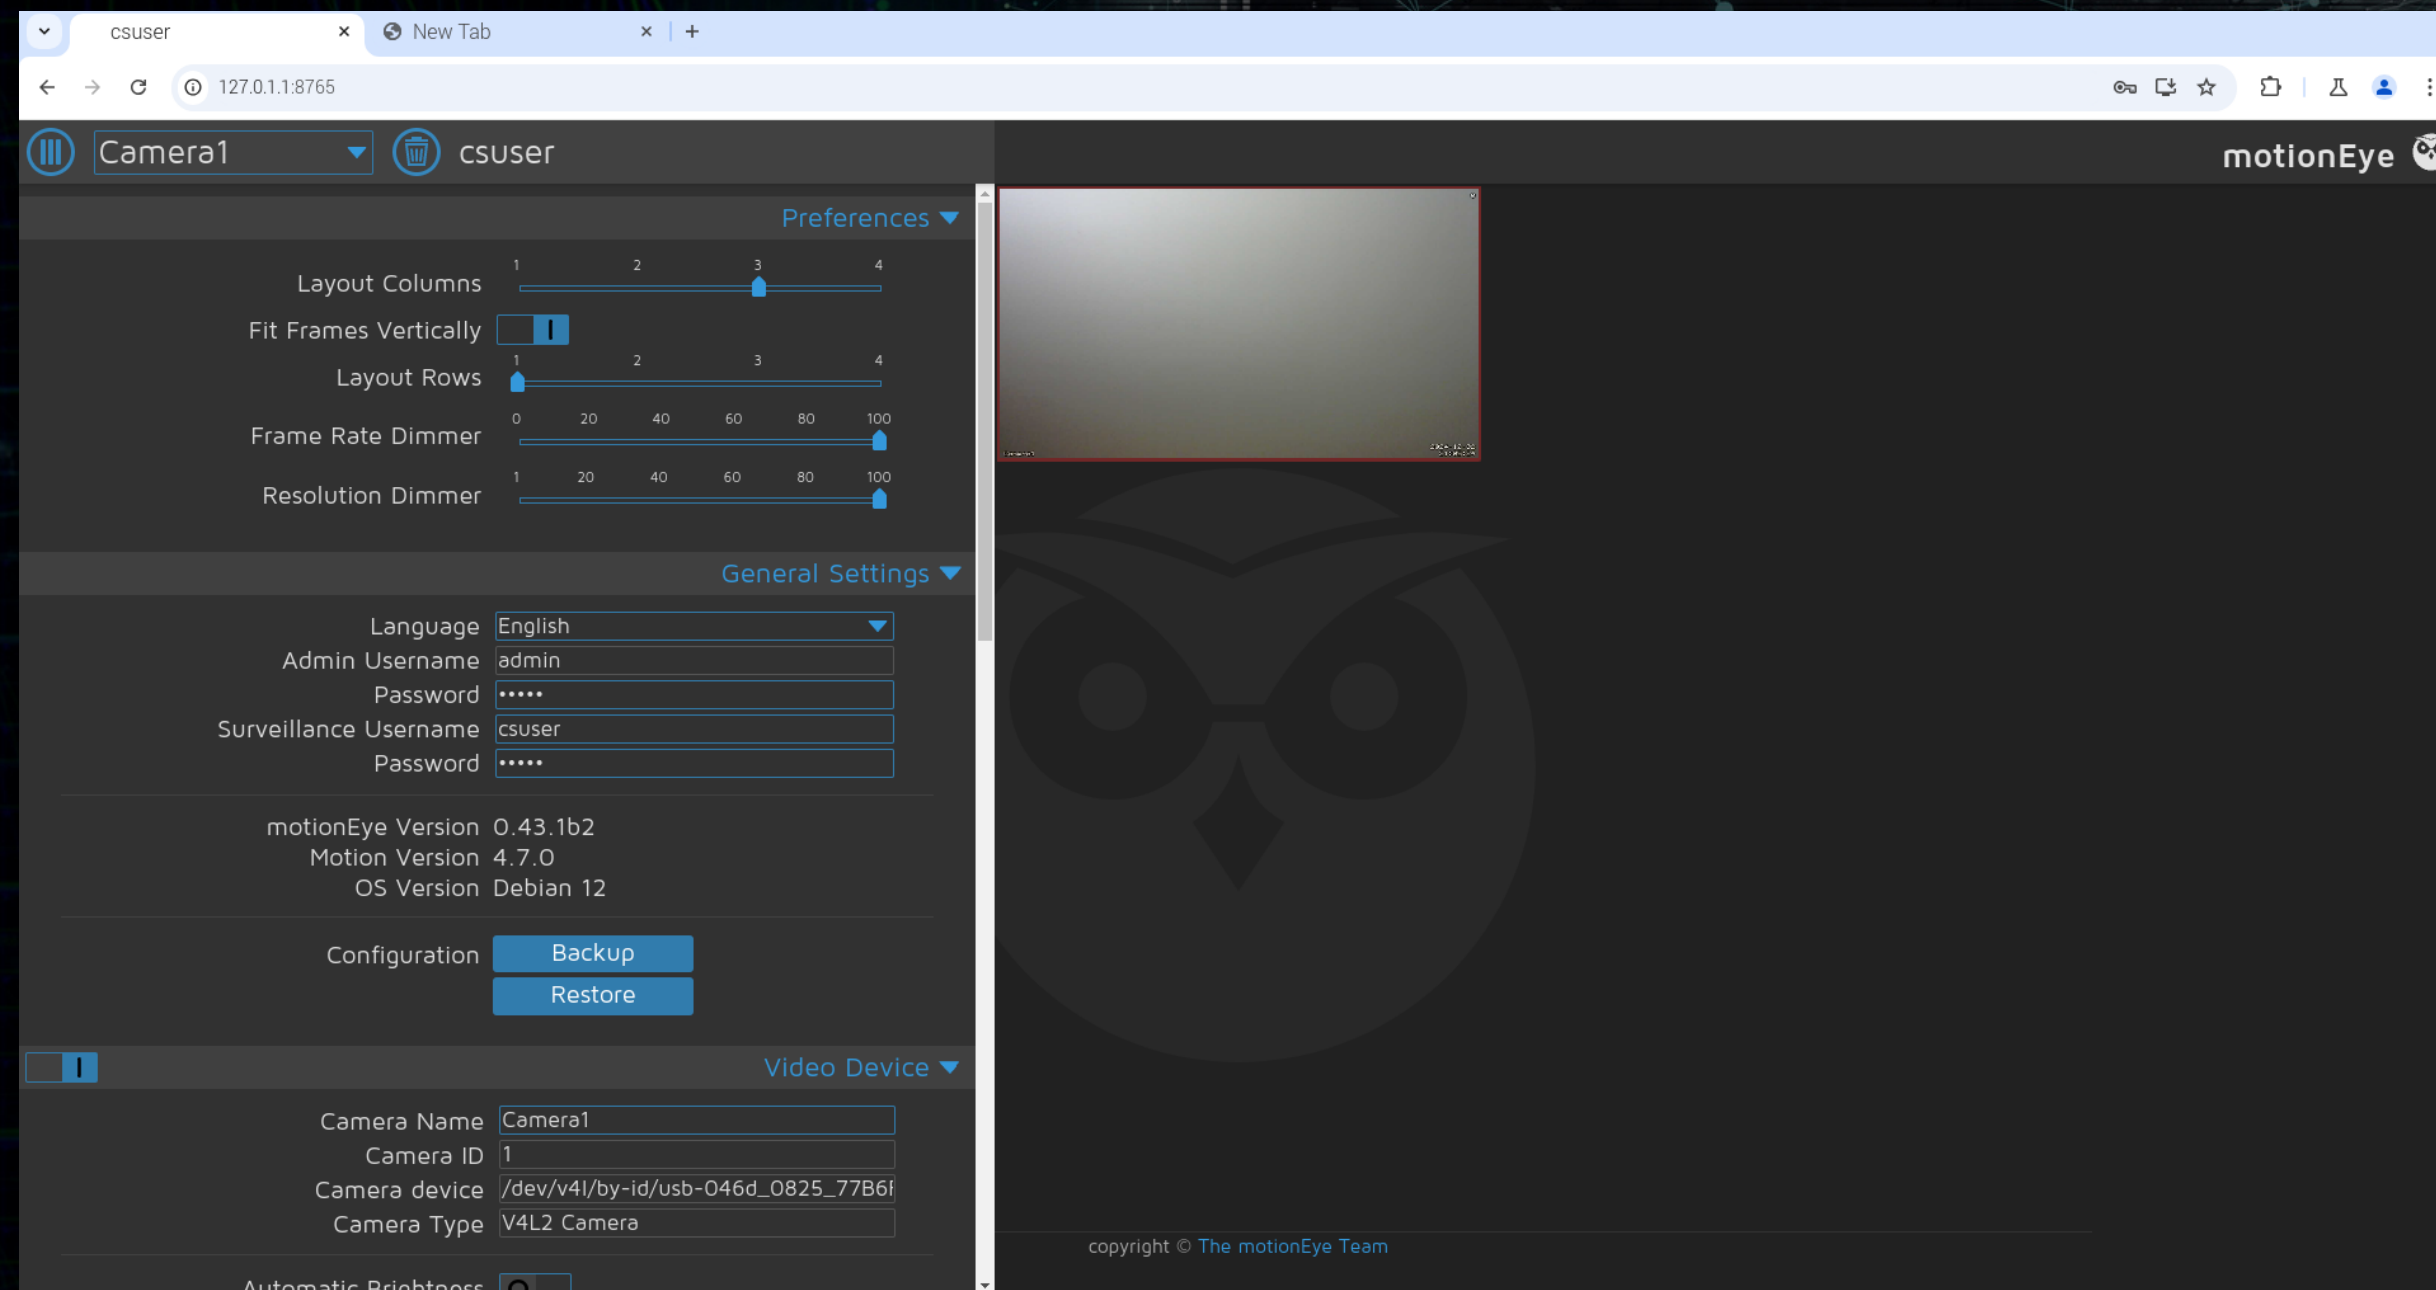 csuser
New Tab
127.0.1.1:8765
Camera1
csuser
motionEye
Preferences
Layout Columns
1 2 3 4
Fit Frames Vertically
Layout Rows
1 2 3 4
Frame Rate Dimmer
0 20 40 60 80 100
Resolution Dimmer
1 20 40 60 80 100
General Settings
Language English
Admin Username admin
Password •••••
Surveillance Username csuser
Password •••••
motionEye Version 0.43.1b2
Motion Version 4.7.0
OS Version Debian 12
Configuration Backup
Restore
Video Device
Camera Name Camera1
Camera ID 1
Camera device /dev/v4l/by-id/usb-046d_0825_77B6
Camera Type V4L2 Camera
Automatic Brightness
Camera1
copyright © The motionEye Team